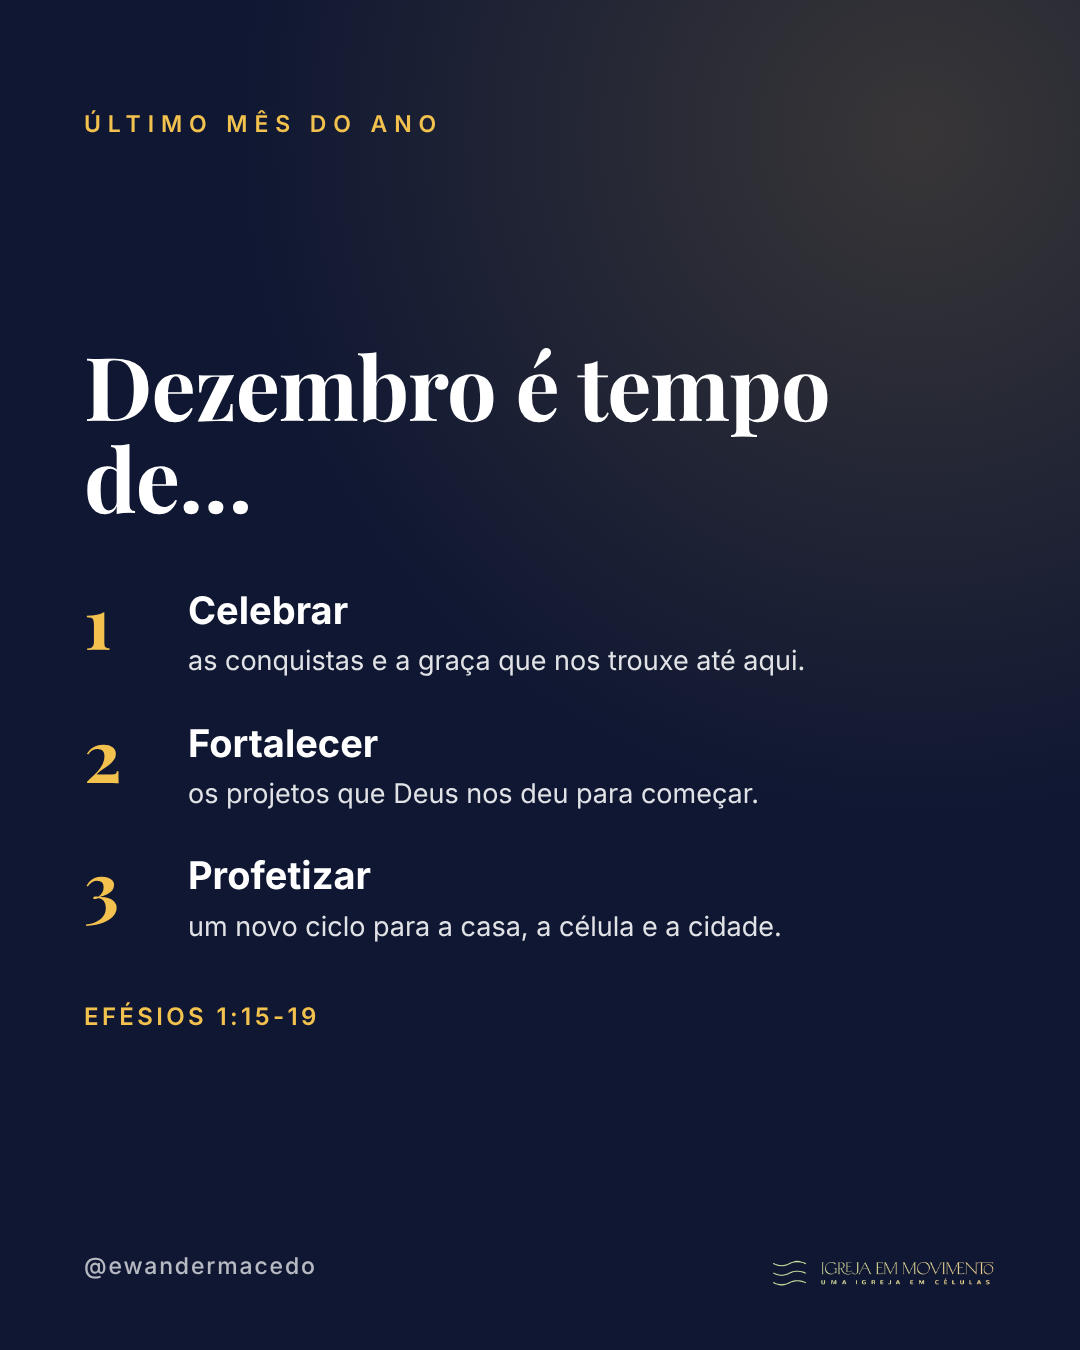 ÚLTIMO MÊS DO ANO
Dezembro é tempo
de...
1
Celebrar
as conquistas e a graça que nos trouxe até aqui.
2
Fortalecer
os projetos que Deus nos deu para começar.
3
Profetizar
um novo ciclo para a casa, a célula e a cidade.
EFÉSIOS 1:15-19
@ewandermacedo
IGREJA EM MOVIMENTO
UMA IGREJA EM CÉLULAS